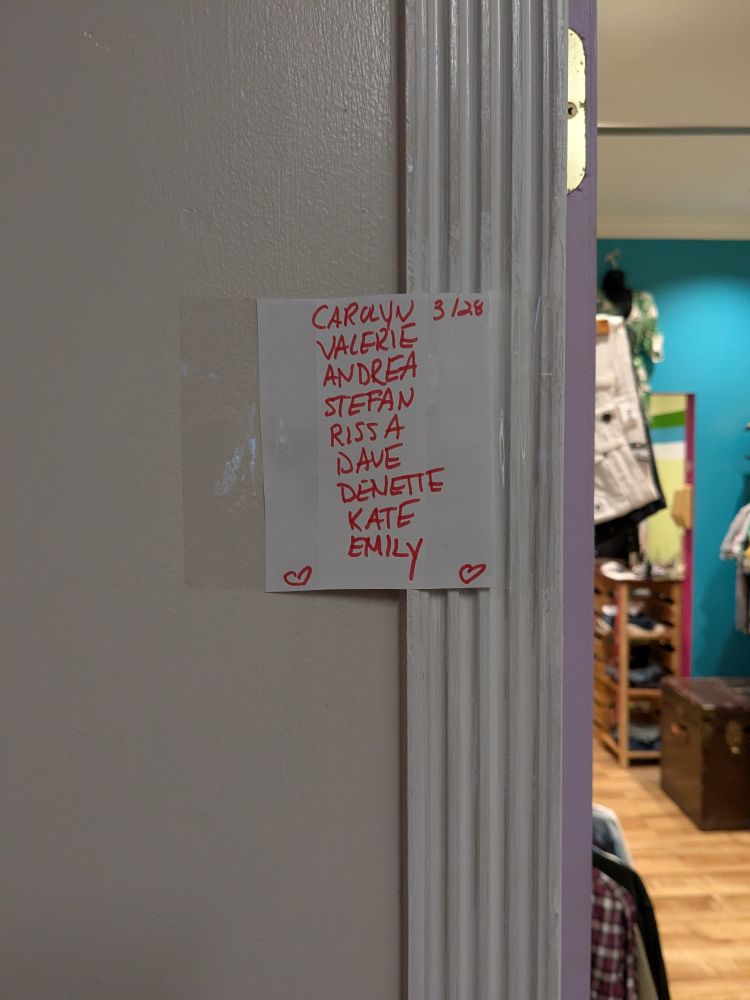 CAROLYN 3/28
VALERIE
ANDREA
STEFAN
RISSA
DAVE
DENETTE
KATE
EMILY